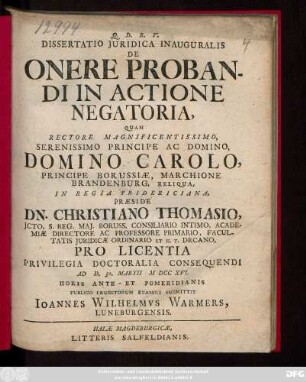 12994
4
Q. D. B. V.
DISSERTATIO JURIDICA INAUGURALIS
DE
ONERE PROBAN-
DI IN ACTIONE
NEGATORIA,
QUAM
RECTORE MAGNIFICENTISSIMO,
SERENISSIMO PRINCIPE AC DOMINO,
DOMINO CAROLO,
PRINCIPE BORUSSIÆ, MARCHIONE
BRANDENBURG. RELIQUA,
IN REGIA FRIDERICIANA,
PRÆSIDE
DN. CHRISTIANO THOMASIO,
JCTO, S. REG. MAJ. BORUSS. CONSILIARIO INTIMO, ACADE-
MIÆ DIRECTORE AC PROFESSORE PRIMARIO, FACUL-
TATIS JURIDICÆ ORDINARIO ET H. T. DECANO,
PRO LICENTIA
PRIVILEGIA DOCTORALIA CONSEQUENDI
AD D. 30. MARTII M DCC XVI.
HORIS ANTE- ET POMERIDIANIS
PUBLICO ERUDITORUM EXAMINI SUBMITTIT
IOANNES WILHELMVS WARMERS,
LUNEBURGENSIS.
HALÆ MAGDEBURGICÆ,
LITTERIS SALFELDIANIS.